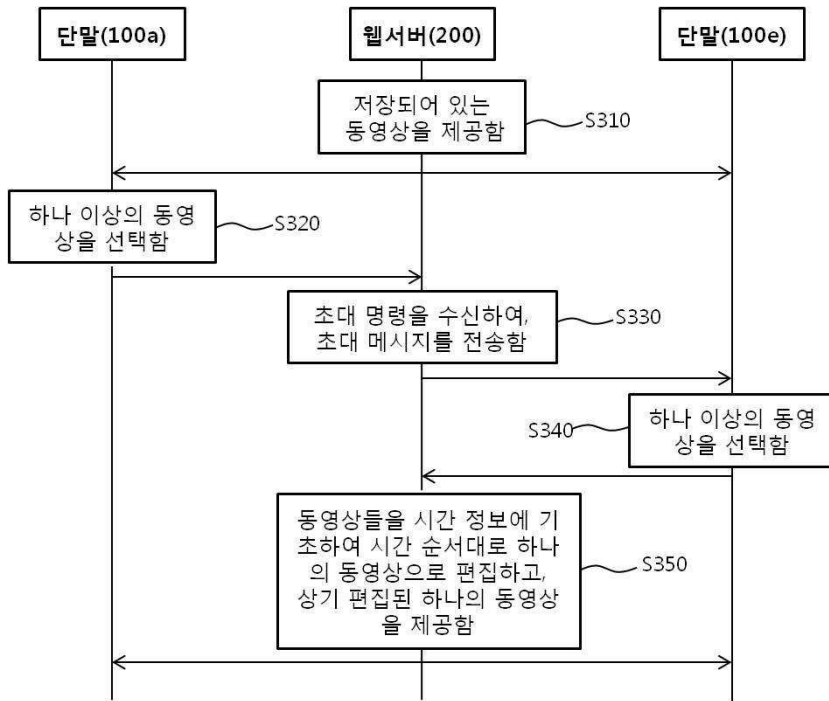 단말(100a)
웹서버(200)
단말(100e)
저장되어 있는
동영상을 제공함
S310
하나 이상의 동영
상을 선택함
S320
초대 명령을 수신하여,
초대 메시지를 전송함
S330
S340
하나 이상의 동영
상을 선택함
동영상들을 시간 정보에 기
초하여 시간 순서대로 하나
의 동영상으로 편집하고,
상기 편집된 하나의 동영상
을 제공함
S350